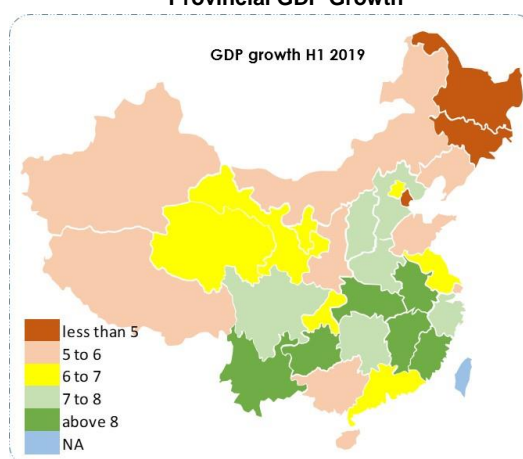 Provincial GDP Growth
GDP growth H1 2019
less than 5
5 to 6
6 to 7
7 to 8
above 8
NA